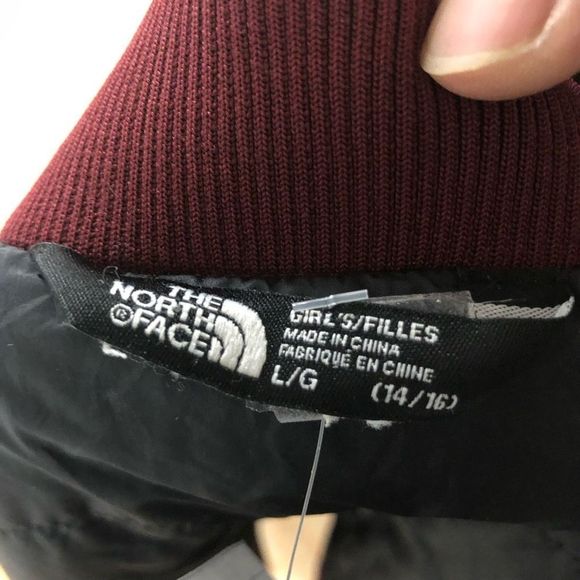 THE
NORTH
®FACE
GIRL'S/FILLES
MADE IN CHINA
FABRIQUÉ EN CHINE
L/G (14/16)